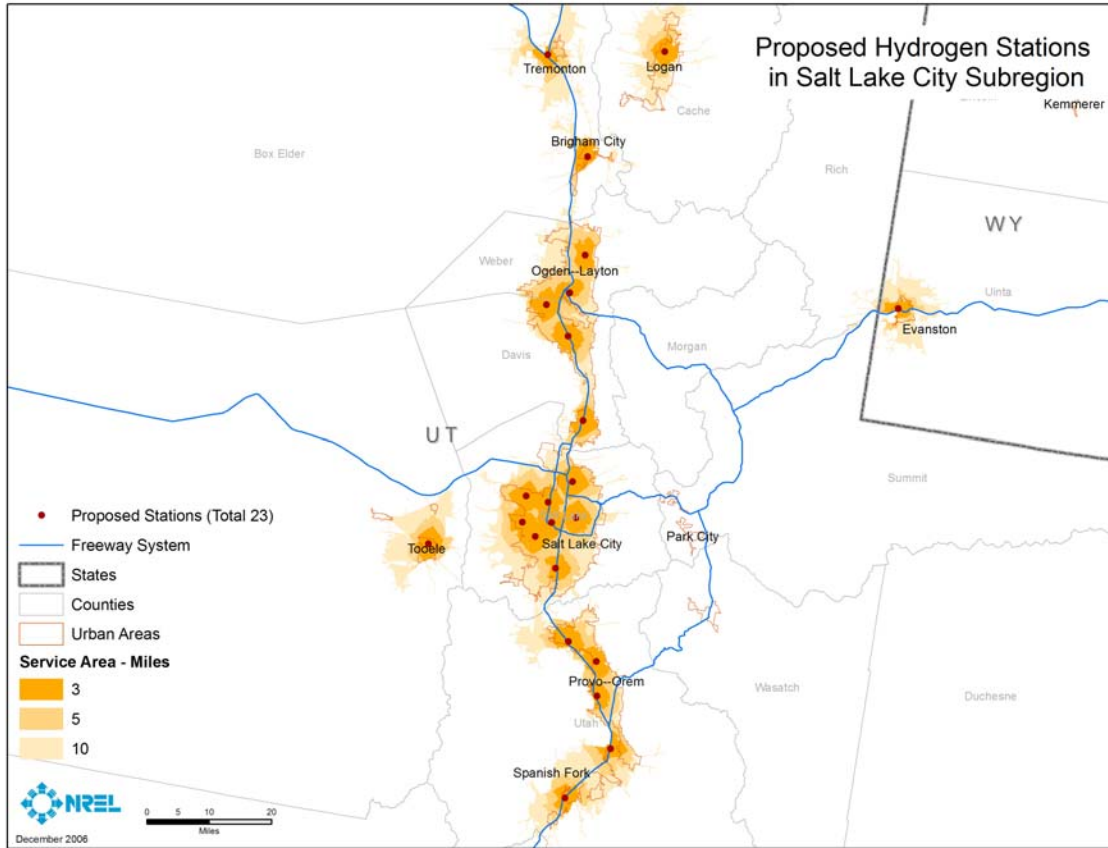 Proposed Hydrogen Stations
in Salt Lake City Subregion
Tremonton
Logan
Cache
Kemmerer
Brigham City
Box Elder
Rich
WY
Weber
Ogden--Layton
Uinta
Evanston
Davis
Morgan
UT
Summit
Salt Lake City
Park City
Tooele
Provo--Orem
Wasatch
Duchesne
Utah
Spanish Fork
Proposed Stations (Total 23)
Freeway System
States
Counties
Urban Areas
Service Area - Miles
3
5
10
NREL
0 5 10 20
Miles
December 2006